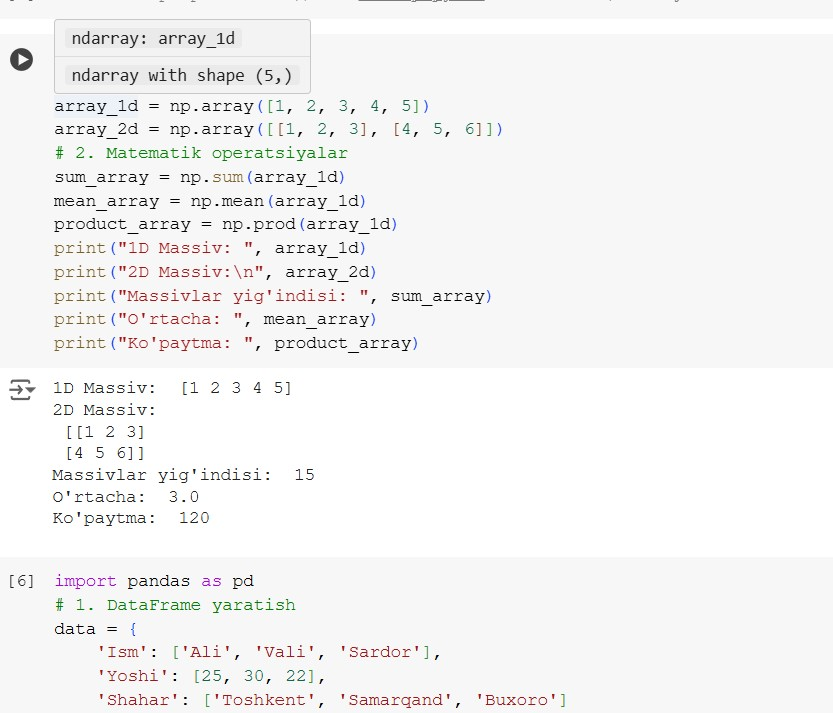 ndarray: array_1d
ndarray with shape (5,)
array_1d = np.array([1, 2, 3, 4, 5])
array_2d = np.array([[1, 2, 3], [4, 5, 6]])
# 2. Matematik operatsiyalar
sum_array = np.sum(array_1d)
mean_array = np.mean(array_1d)
product_array = np.prod(array_1d)
print("1D Massiv: ", array_1d)
print("2D Massiv:\n", array_2d)
print("Massivlar yig'indisi: ", sum_array)
print("O'rtacha: ", mean_array)
print("Ko'paytma: ", product_array)
1D Massiv:  [1 2 3 4 5]
2D Massiv:
 [[1 2 3]
 [4 5 6]]
Massivlar yig'indisi:  15
O'rtacha:  3.0
Ko'paytma:  120
[6] import pandas as pd
# 1. DataFrame yaratish
data = {
    'Ism': ['Ali', 'Vali', 'Sardor'],
    'Yoshi': [25, 30, 22],
    'Shahar': ['Toshkent', 'Samarqand', 'Buxoro']